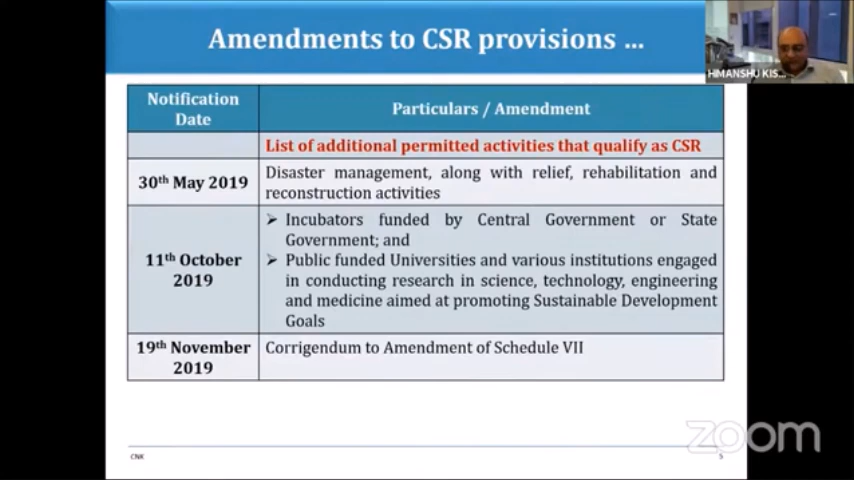 Amendments to CSR provisions ...
HIMANSHU KIS...
Notification
Date
Particulars / Amendment
List of additional permitted activities that qualify as CSR
30th May 2019
Disaster management, along with relief, rehabilitation and
reconstruction activities
11th October
2019
➤ Incubators funded by Central Government or State
Government; and
➤ Public funded Universities and various institutions engaged
in conducting research in science, technology, engineering
and medicine aimed at promoting Sustainable Development
Goals
19th November
2019
Corrigendum to Amendment of Schedule VII
zoom
CNK
5